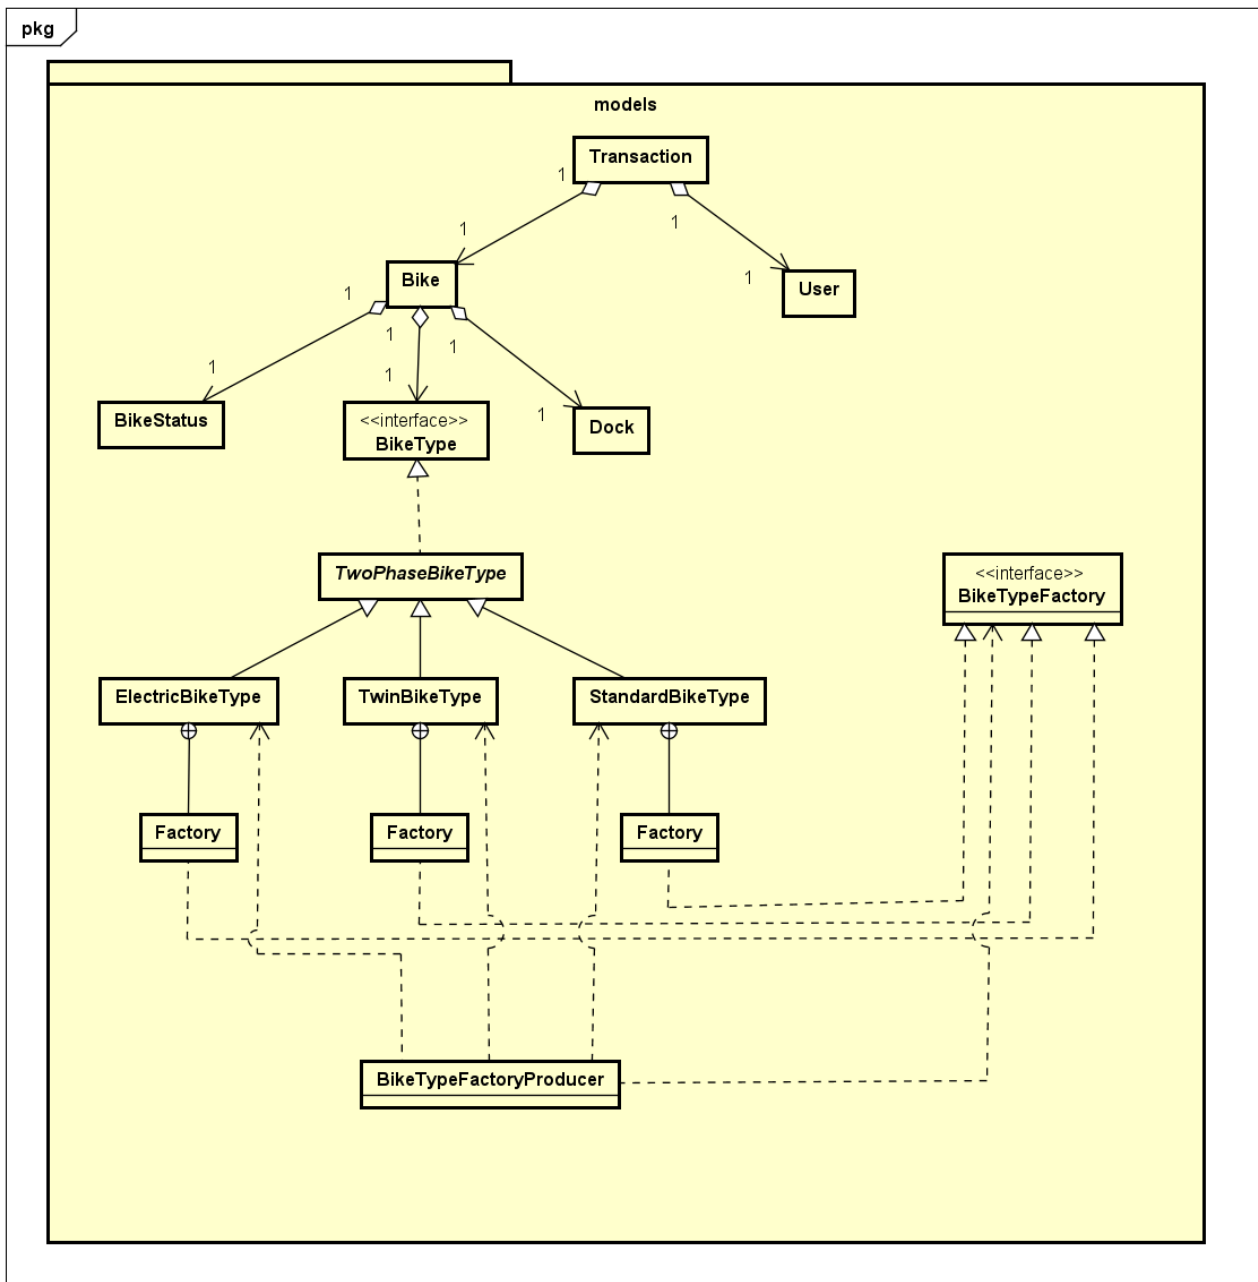 pkg
models
Transaction
1
1
1
Bike
1
User
1
1
1
1
1
1
BikeStatus
<<interface>>
BikeType
Dock
TwoPhaseBikeType
<<interface>>
BikeTypeFactory
ElectricBikeType
TwinBikeType
StandardBikeType
Factory
Factory
Factory
BikeTypeFactoryProducer